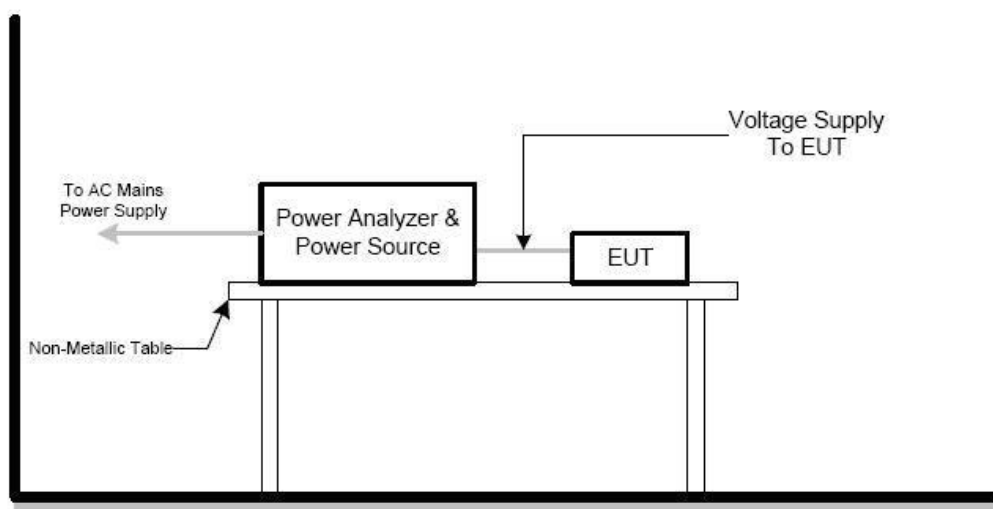 Voltage Supply
To EUT
To AC Mains
Power Supply
Power Analyzer &
Power Source
EUT
Non-Metallic Table